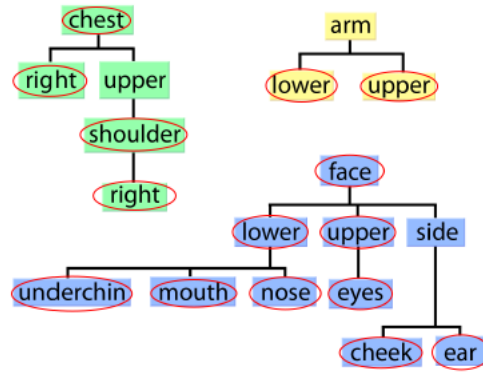 chest
right upper
shoulder
right
arm
lower upper
face
lower upper side
underchin mouth nose eyes
cheek ear